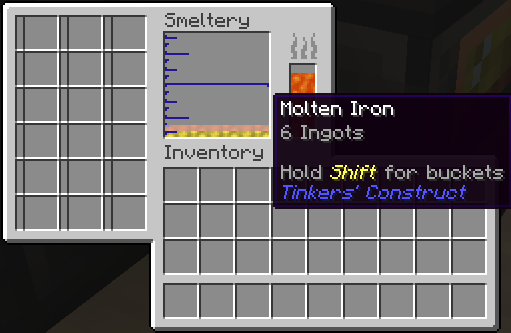 Smeltery
Molten Iron
6 Ingots
Inventory
Hold Shift for buckets
Tinkers' Construct